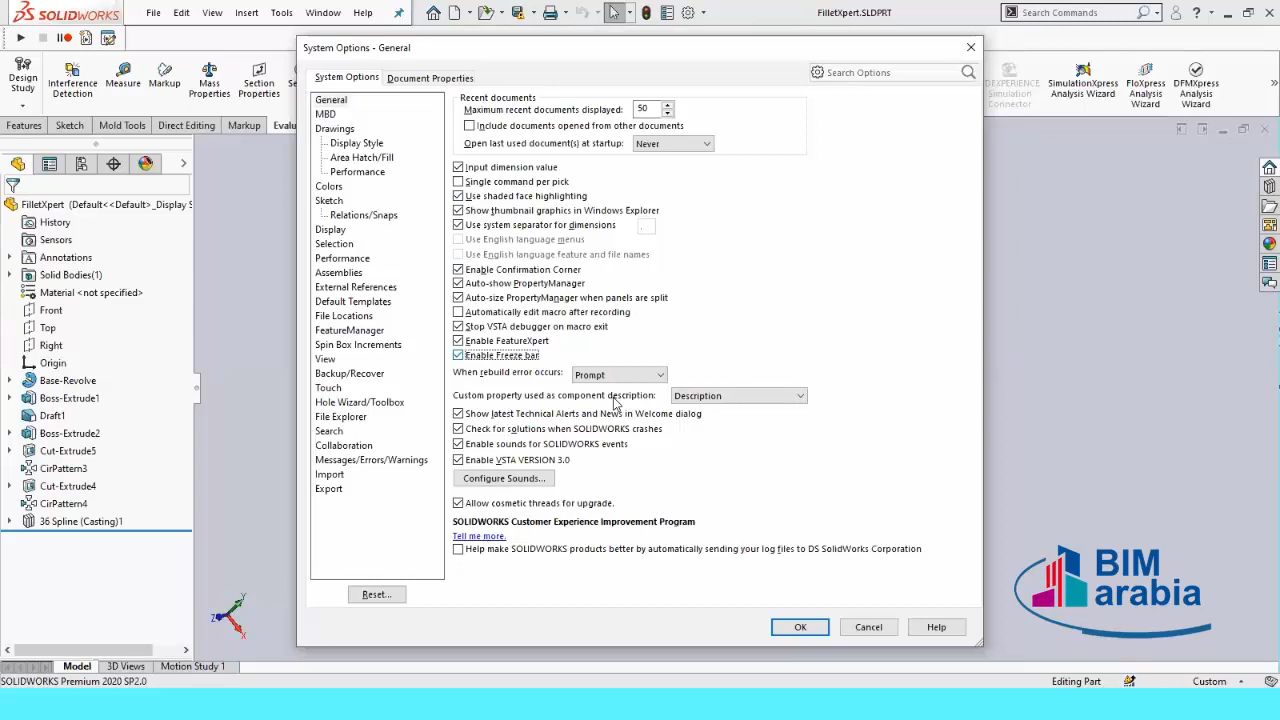 SOLIDWORKS File Edit View Insert Tools Window Help FilletXpert.SLDPRT Search Commands
System Options - General
System Options Document Properties Search Options
Design Study
Interference Detection
Measure
Markup
Mass Properties
Section Properties
SimulationXpress Analysis Wizard
FloXpress Analysis Wizard
DFMXpress Analysis Wizard
Features Sketch Mold Tools Direct Editing Markup Evalu
FilletXpert (Default<<Default>_Display S
History
Sensors
Annotations
Solid Bodies(1)
Material <not specified>
Front
Top
Right
Origin
Base-Revolve
Boss-Extrude1
Draft1
Boss-Extrude2
Cut-Extrude5
CirPattern3
Cut-Extrude4
CirPattern4
36 Spline (Casting)1
General
MBD
Drawings
Display Style
Area Hatch/Fill
Performance
Colors
Sketch
Relations/Snaps
Display
Selection
Performance
Assemblies
External References
Default Templates
File Locations
FeatureManager
Spin Box Increments
View
Backup/Recover
Touch
Hole Wizard/Toolbox
File Explorer
Search
Collaboration
Messages/Errors/Warnings
Import
Export
Reset...
Recent documents
Maximum recent documents displayed: 50
Include documents opened from other documents
Open last used document(s) at startup: Never
Input dimension value
Single command per pick
Use shaded face highlighting
Show thumbnail graphics in Windows Explorer
Use system separator for dimensions .
Use English language menus
Use English language feature and file names
Enable Confirmation Corner
Auto-show PropertyManager
Auto-size PropertyManager when panels are split
Automatically edit macro after recording
Stop VSTA debugger on macro exit
Enable FeatureXpert
Enable Freeze bar
When rebuild error occurs: Prompt
Custom property used as component description: Description
Show latest Technical Alerts and News in Welcome dialog
Check for solutions when SOLIDWORKS crashes
Enable sounds for SOLIDWORKS events
Enable VSTA VERSION 3.0
Configure Sounds...
Allow cosmetic threads for upgrade.
SOLIDWORKS Customer Experience Improvement Program
Tell me more.
Help make SOLIDWORKS products better by automatically sending your log files to DS SolidWorks Corporation
OK Cancel Help
BIM
arabia
Z Y X
Model 3D Views Motion Study 1
SOLIDWORKS Premium 2020 SP2.0 Editing Part Custom